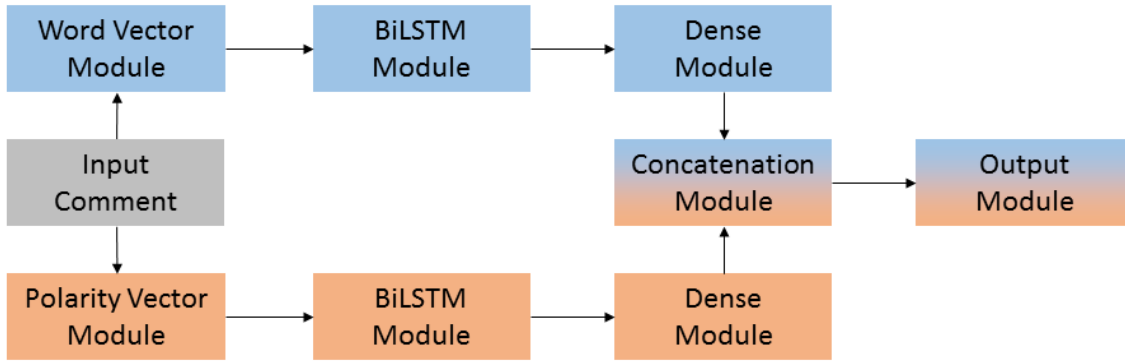 Word Vector
Module
BiLSTM
Module
Dense
Module
Input
Comment
Concatenation
Module
Output
Module
Polarity Vector
Module
BiLSTM
Module
Dense
Module